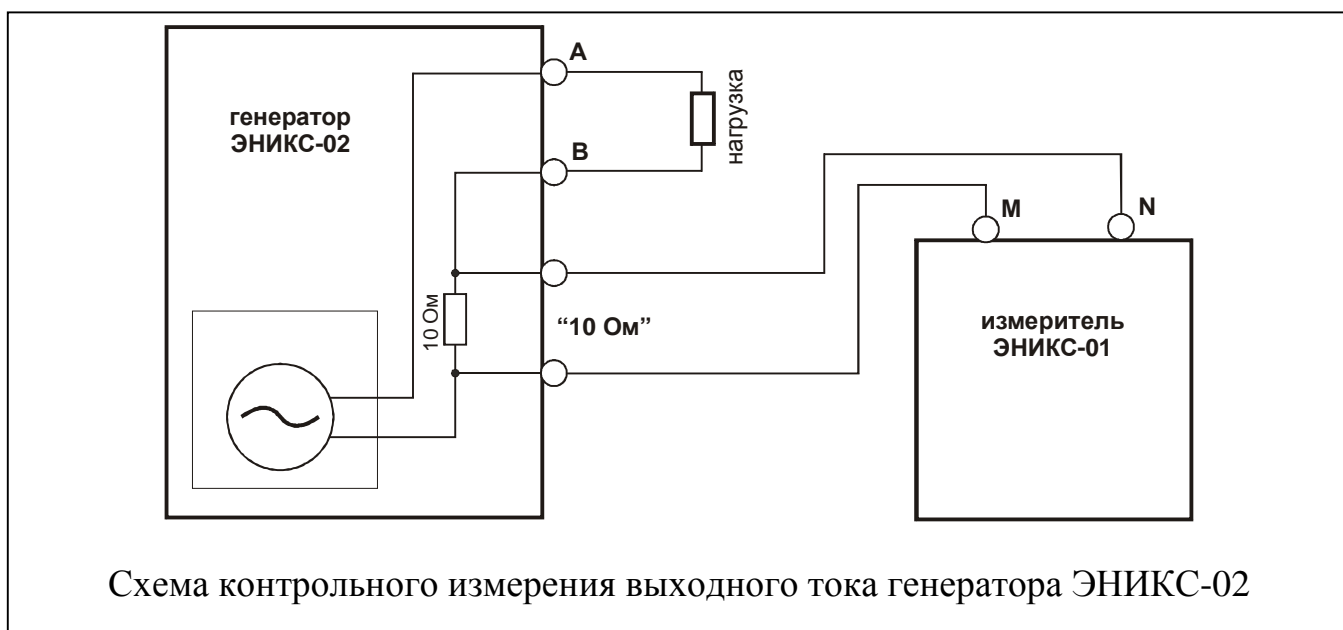 генератор
ЭНИКС-02
A
B
нагрузка
10 Ом
“10 Ом”
M
N
измеритель
ЭНИКС-01
Схема контрольного измерения выходного тока генератора ЭНИКС-02